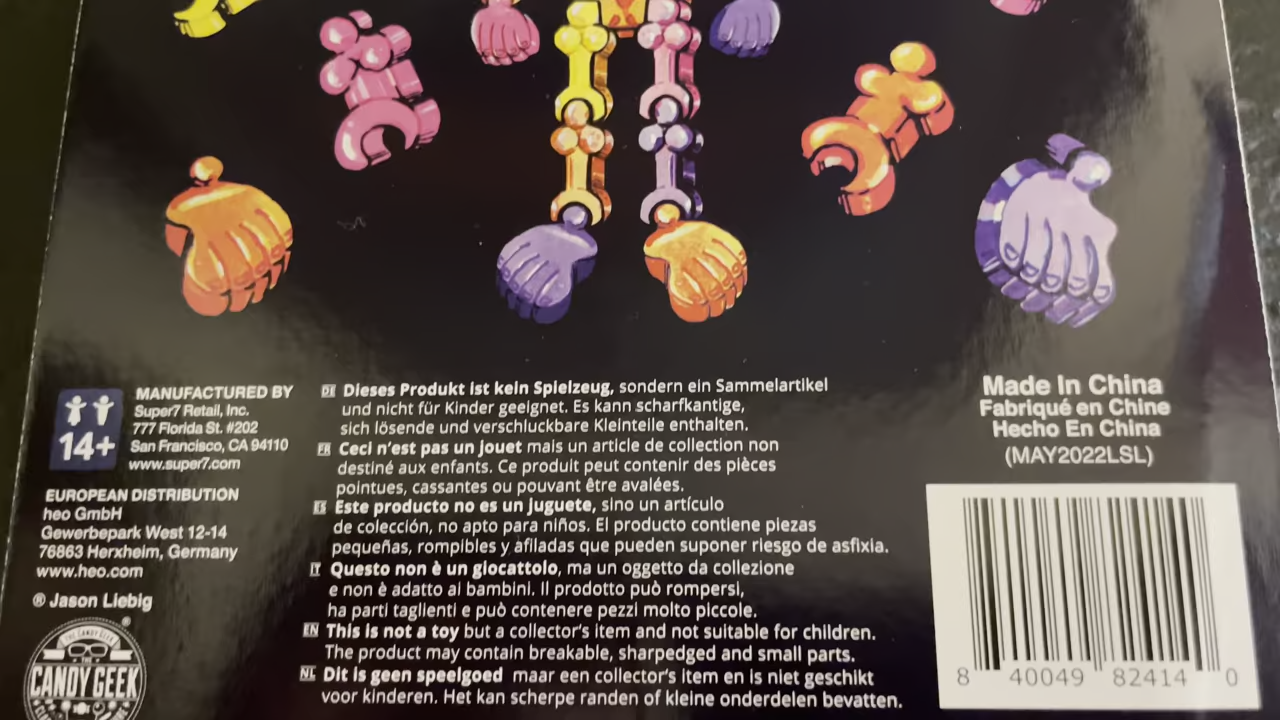 14+
MANUFACTURED BY
Super7 Retail, Inc.
777 Florida St. #202
San Francisco, CA 94110
www.super7.com
EUROPEAN DISTRIBUTION
heo GmbH
Gewerbepark West 12-14
76863 Herxheim, Germany
www.heo.com
® Jason Liebig
®
THE CANDY GEEK
THE
CANDY GEEK
DE Dieses Produkt ist kein Spielzeug, sondern ein Sammelartikel
und nicht für Kinder geeignet. Es kann scharfkantige,
sich lösende und verschluckbare Kleinteile enthalten.
FR Ceci n'est pas un jouet mais un article de collection non
destiné aux enfants. Ce produit peut contenir des pièces
pointues, cassantes ou pouvant être avalées.
ES Este producto no es un juguete, sino un artículo
de colección, no apto para niños. El producto contiene piezas
pequeñas, rompibles y afiladas que pueden suponer riesgo de asfixia.
IT Questo non è un giocattolo, ma un oggetto da collezione
e non è adatto ai bambini. Il prodotto può rompersi,
ha parti taglienti e può contenere pezzi molto piccole.
EN This is not a toy but a collector's item and not suitable for children.
The product may contain breakable, sharpedged and small parts.
NL Dit is geen speelgoed maar een collector's item en is niet geschikt
voor kinderen. Het kan scherpe randen of kleine onderdelen bevatten.
Made In China
Fabriqué en Chine
Hecho En China
(MAY2022LSL)
8 40049 82414 0